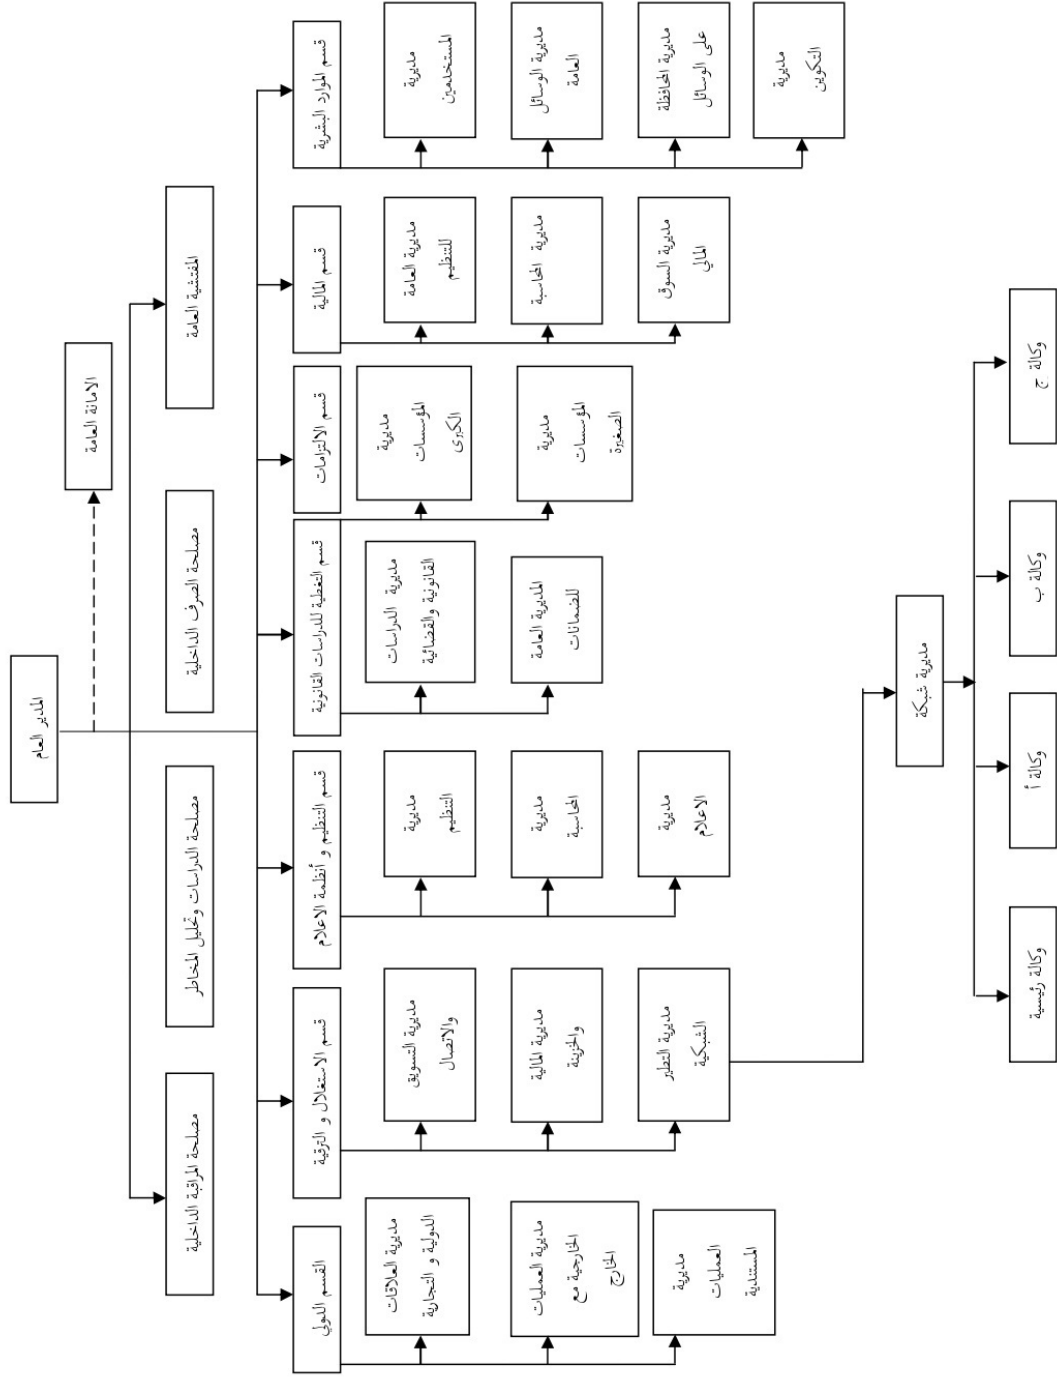 المدير العام
الامانة العامة
المفتشية العامة
مصلحة الصرف الداخلية
مصلحة الدراسات وتحليل المخاطر
مصلحة المراقبة الداخلية
قسم الموارد البشرية
مديرية
المستخدمين
مديرية الوسائل
العامة
مديرية المحافظة
على الوسائل
مديرية
التكوين
قسم المالية
مديرية العامة
للتنظيم
مديرية المحاسبة
مديرية السوق
المالي
قسم الالتزامات
مديرية
المؤسسات
الكبرى
مديرية
المؤسسات
الصغيرة
قسم التغطية للدراسات القانونية
مديرية الدراسات
القانونية والقضائية
المديرية العامة
للضمانات
قسم التنظيم و أنظمة الاعلام
مديرية
التنظيم
مديرية
المحاسبة
مديرية
الاعلام
قسم الاستغلال و الترقية
مديرية التسويق
والاتصال
مديرية المالية
والخزينة
مديرية التطير
الشبكية
القسم الدولي
مديرية العلاقات
الدولية و التجارية
مديرية العمليات
الخارجية مع
الخارج
مديرية
العمليات
المستندية
مديرية شبكة
وكالة ج
وكالة ب
وكالة أ
وكالة رئيسية